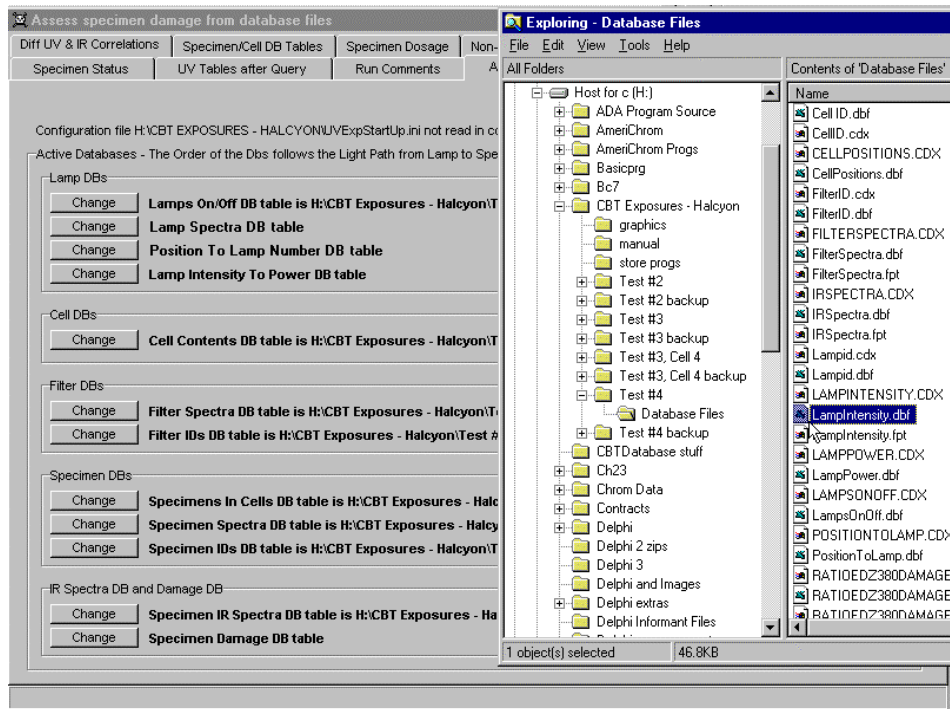 Assess specimen damage from database files
Diff UV & IR Correlations
Specimen/Cell DB Tables
Specimen Dosage
Non-
Specimen Status
UV Tables after Query
Run Comments
A
Configuration file H:\CBT EXPOSURES - HALCYON\UVExpStartUp.ini not read in co
Active Databases - The Order of the Dbs follows the Light Path from Lamp to Spe
Lamp DBs
Change Lamps On/Off DB table is H:\CBT Exposures - Halcyon\T
Change Lamp Spectra DB table
Change Position To Lamp Number DB table
Change Lamp Intensity To Power DB table
Cell DBs
Change Cell Contents DB table is H:\CBT Exposures - Halcyon\T
Filter DBs
Change Filter Spectra DB table is H:\CBT Exposures - Halcyon\Te
Change Filter IDs DB table is H:\CBT Exposures - Halcyon\Test #
Specimen DBs
Change Specimens In Cells DB table is H:\CBT Exposures - Halc
Change Specimen Spectra DB table is H:\CBT Exposures - Halcy
Change Specimen IDs DB table is H:\CBT Exposures - Halcyon\T
IR Spectra DB and Damage DB
Change Specimen IR Spectra DB table is H:\CBT Exposures - Ha
Change Specimen Damage DB table
Exploring - Database Files
File Edit View Tools Help
All Folders
Host for c (H:)
ADA Program Source
AmeriChrom
AmeriChrom Progs
Basicprg
Bc7
CBT Exposures - Halcyon
graphics
manual
store progs
Test #2
Test #2 backup
Test #3
Test #3 backup
Test #3, Cell 4
Test #3, Cell 4 backup
Test #4
Database Files
Test #4 backup
CBTDatabase stuff
Ch23
Chrom Data
Contracts
Delphi
Delphi 2 zips
Delphi 3
Delphi and Images
Delphi extras
Delphi Informant Files
Contents of 'Database Files'
Name
Cell ID.dbf
CellID.cdx
CELLPOSITIONS.CDX
CellPositions.dbf
FilterID.cdx
FilterID.dbf
FILTERSPECTRA.CDX
FilterSpectra.dbf
FilterSpectra.fpt
IRSPECTRA.CDX
IRSpectra.dbf
IRSpectra.fpt
Lampid.cdx
Lampid.dbf
LAMPINTENSITY.CDX
LampIntensity.dbf
LampIntensity.fpt
LAMPPOWER.CDX
LampPower.dbf
LAMPSONOFF.CDX
LampsOnOff.dbf
POSITIONTOLAMP.CDX
PositionToLamp.dbf
RATIOEDZ380DAMAGE
RATIOEDZ380DAMAGE
RATIOEDZ380DAMAGE
1 object(s) selected
46.8KB